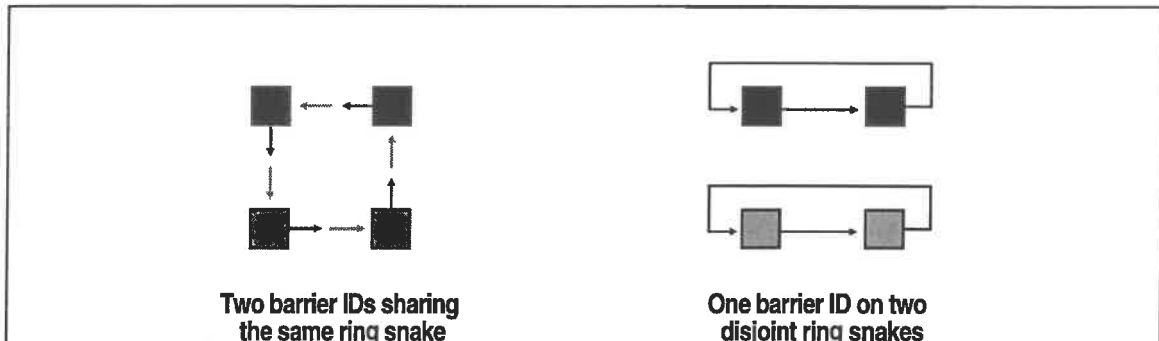 Two barrier IDs sharing
the same ring snake
One barrier ID on two
disjoint ring snakes